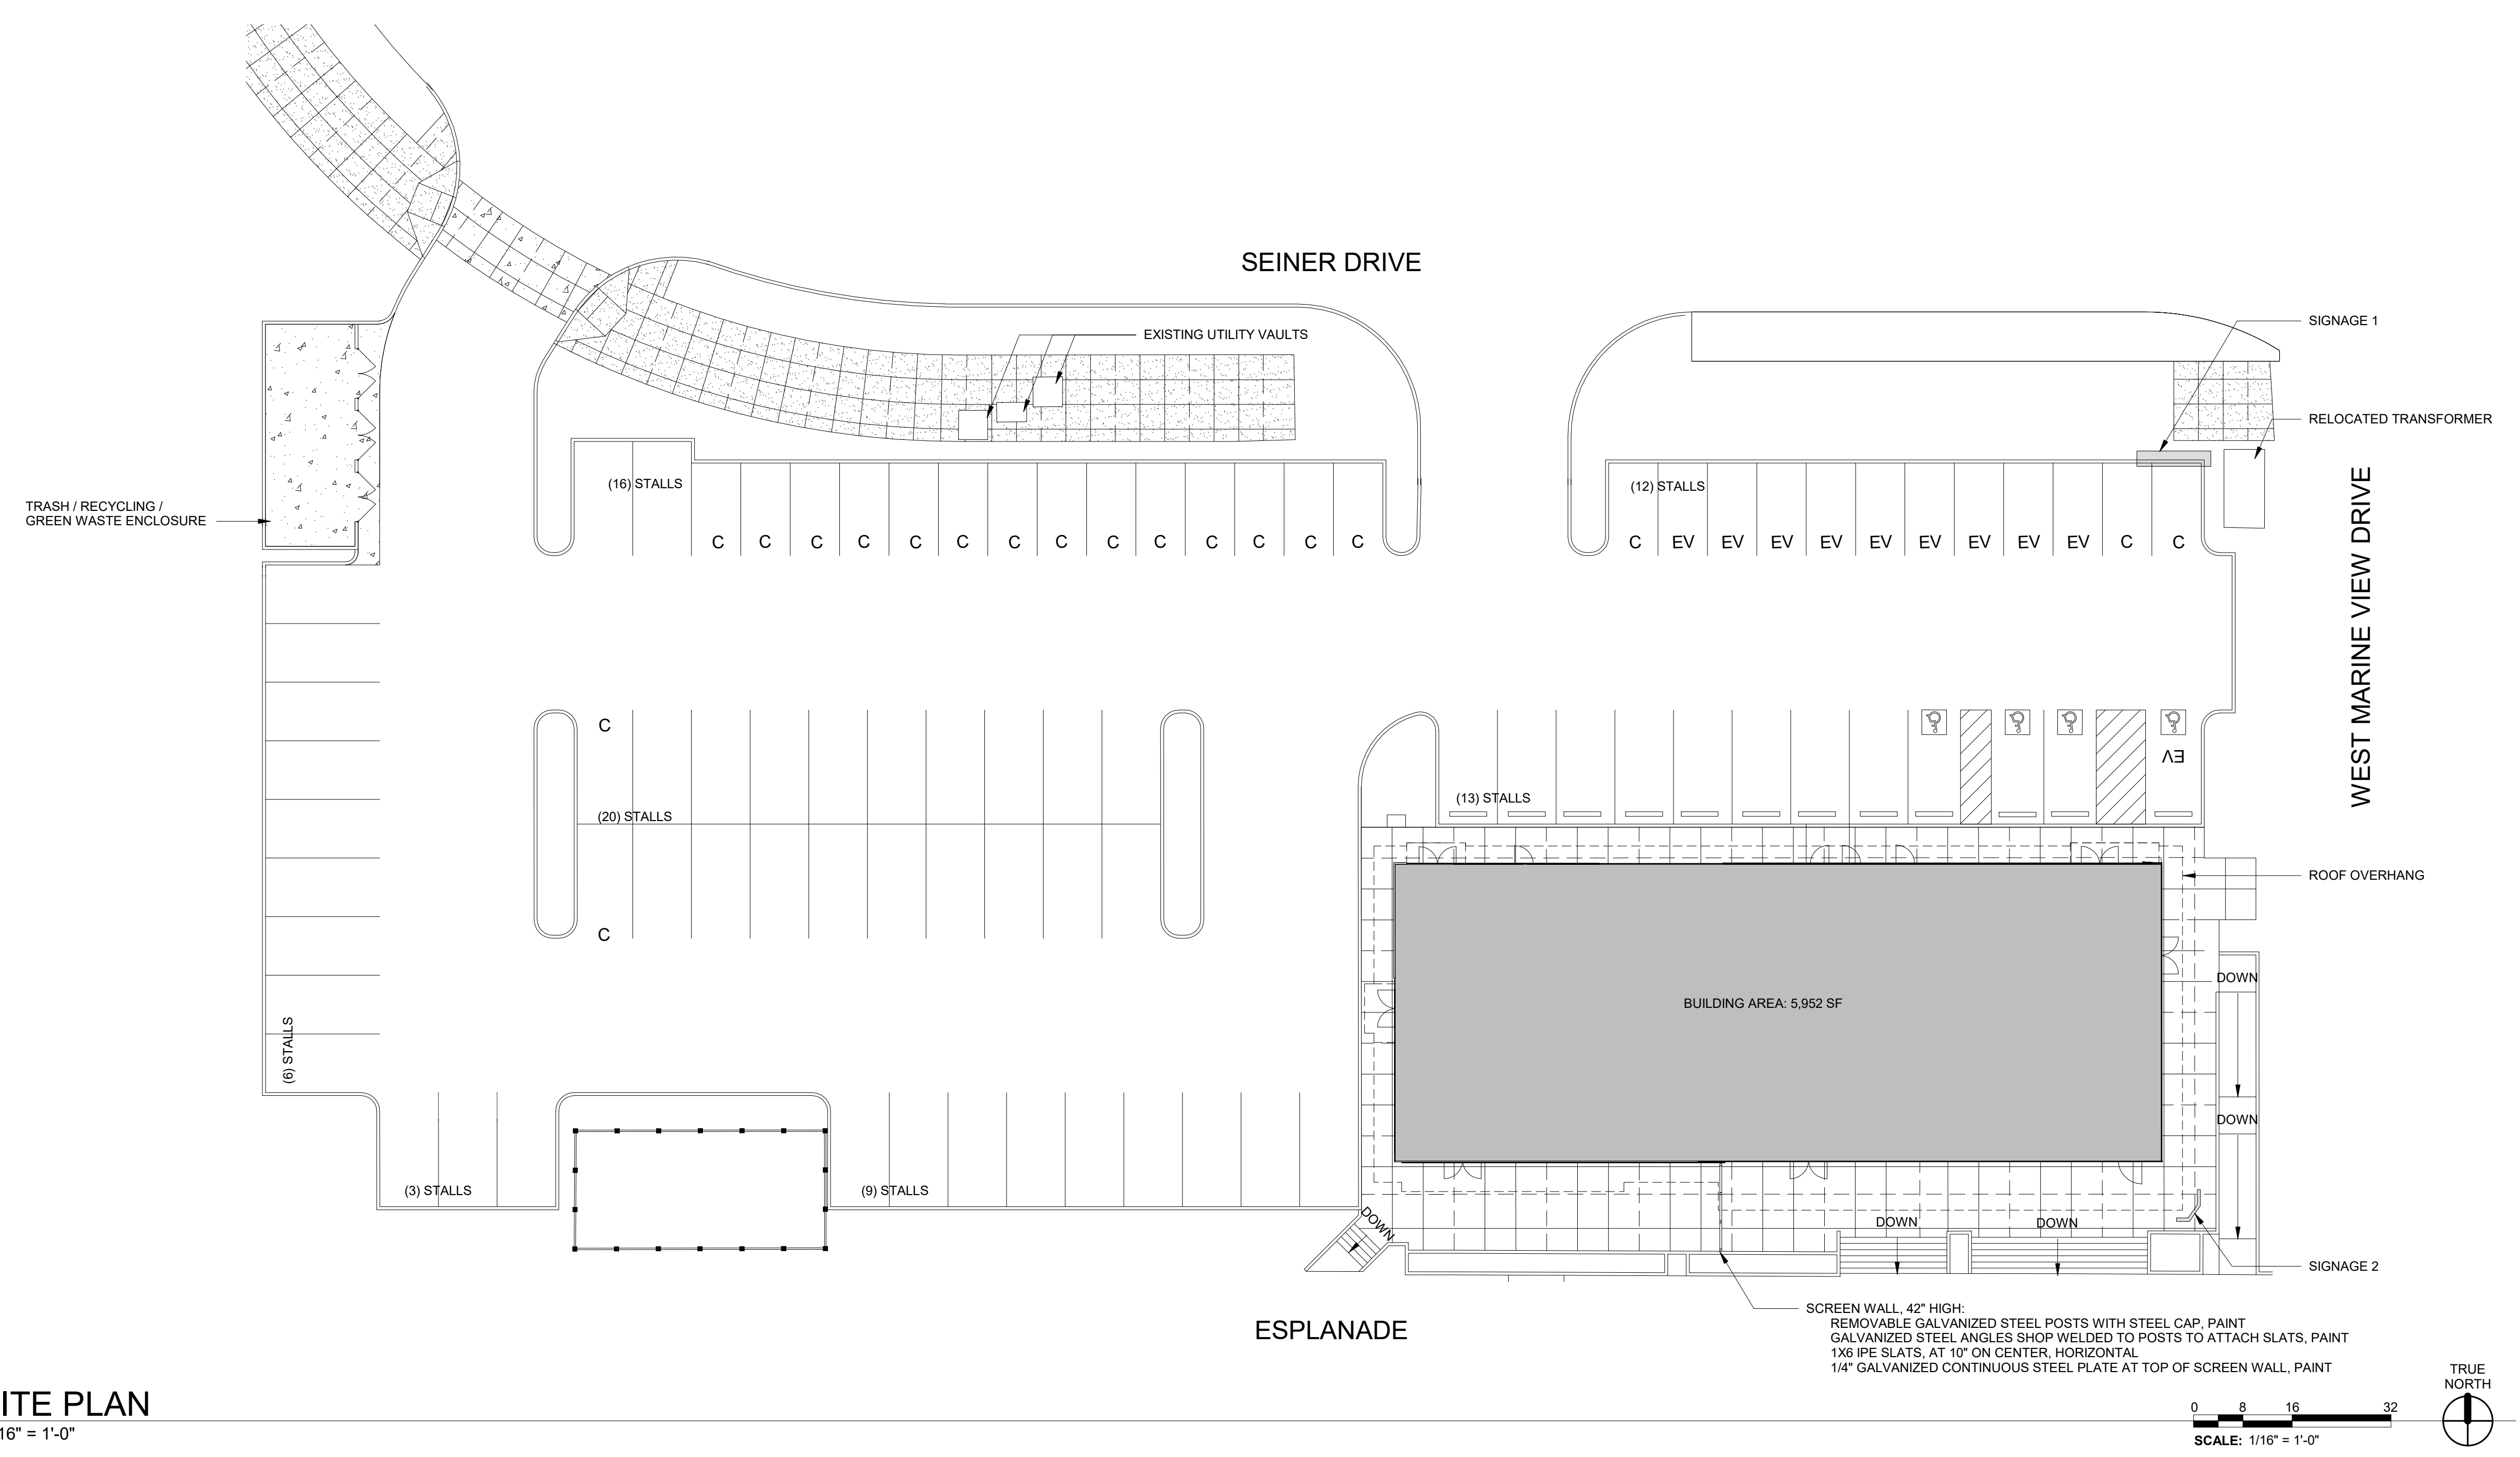 SEINER DRIVE
SIGNAGE 1
EXISTING UTILITY VAULTS
RELOCATED TRANSFORMER
WEST MARINE VIEW DRIVE
(16) STALLS
(12) STALLS
TRASH / RECYCLING /
GREEN WASTE ENCLOSURE
C C C C C C C C C C C C C C
C EV EV EV EV EV EV EV EV EV C C
C
EV
(13) STALLS
(20) STALLS
ROOF OVERHANG
C
DOWN
BUILDING AREA: 5,952 SF
(6) STALLS
DOWN
(3) STALLS
(9) STALLS
DOWN
DOWN
DOWN
SIGNAGE 2
SCREEN WALL, 42" HIGH:
REMOVABLE GALVANIZED STEEL POSTS WITH STEEL CAP, PAINT
GALVANIZED STEEL ANGLES SHOP WELDED TO POSTS TO ATTACH SLATS, PAINT
1X6 IPE SLATS, AT 10" ON CENTER, HORIZONTAL
1/4" GALVANIZED CONTINUOUS STEEL PLATE AT TOP OF SCREEN WALL, PAINT
ESPLANADE
TRUE
NORTH
ITE PLAN
16" = 1'-0"
0 8 16 32
SCALE: 1/16" = 1'-0"